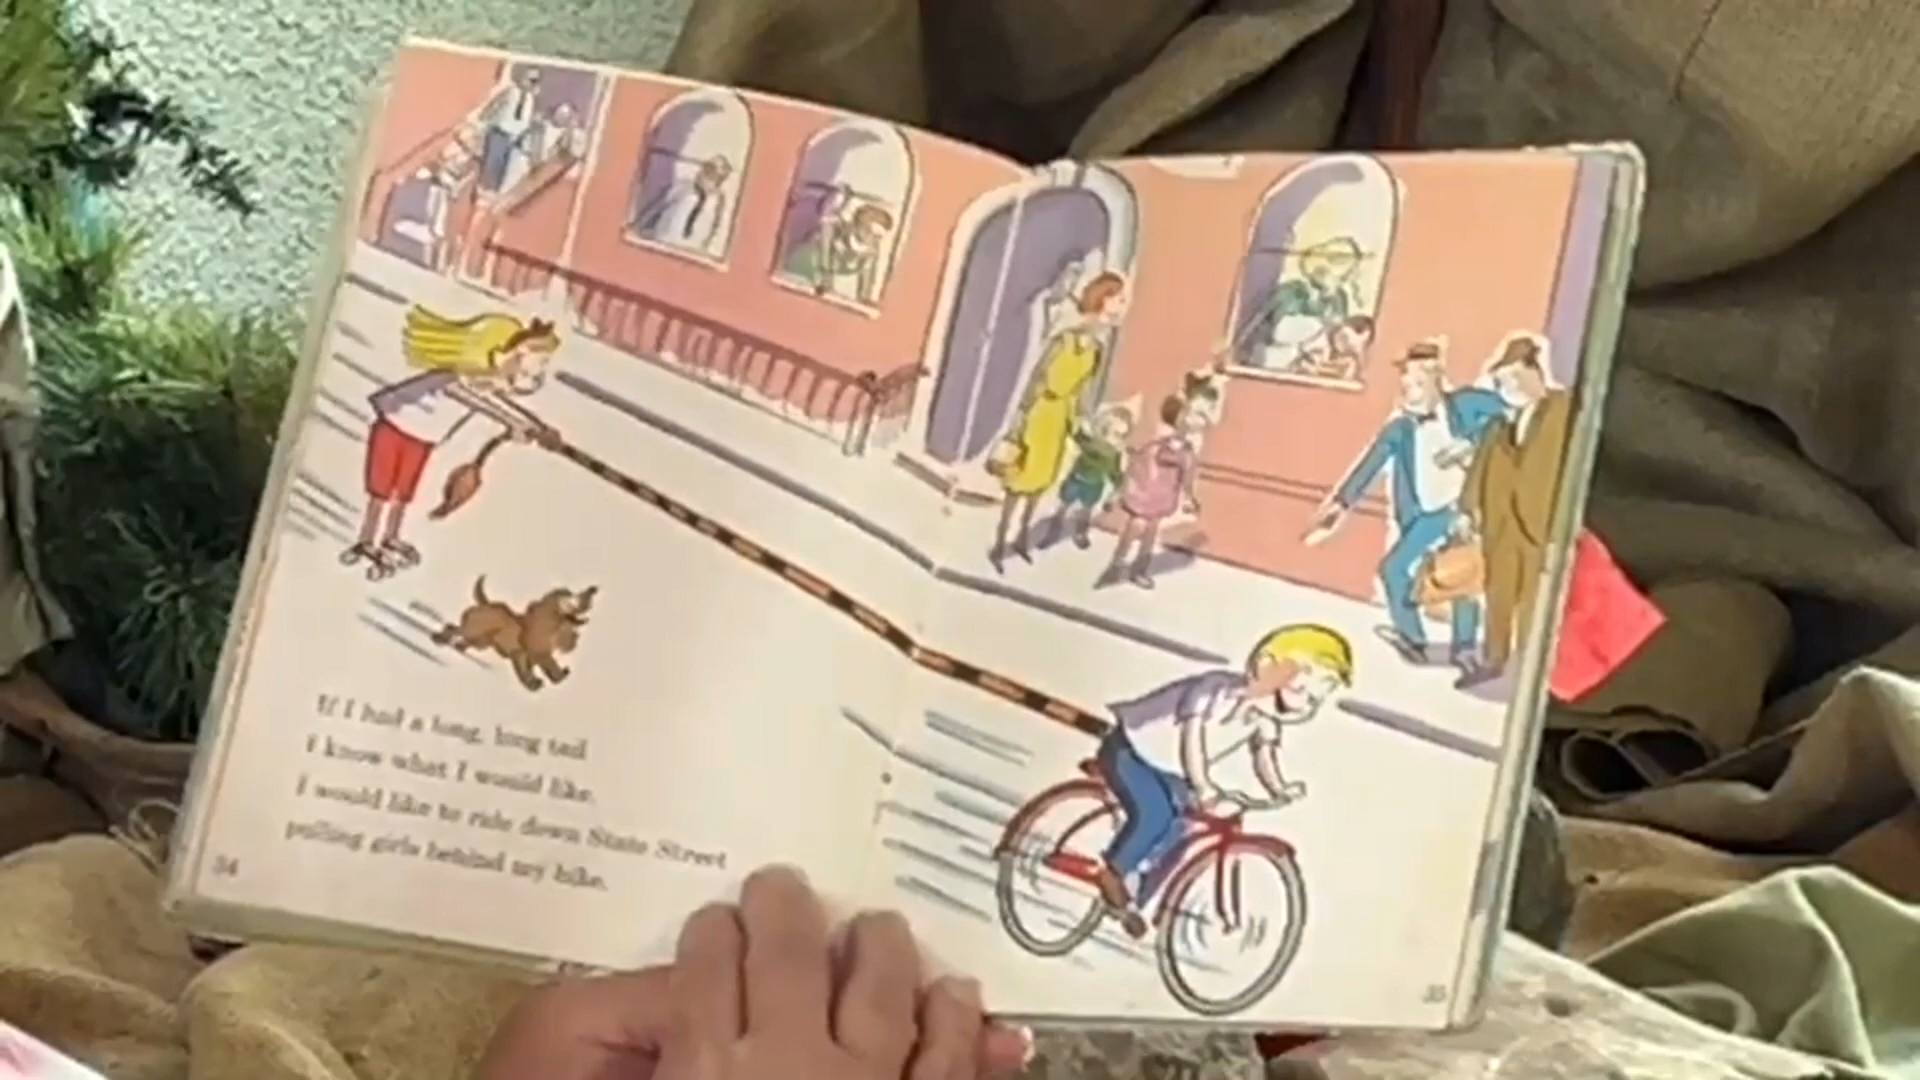 If I had a long, long tail
I know what I would like.
I would like to ride down State Street
pulling girls behind my bike.
34
35